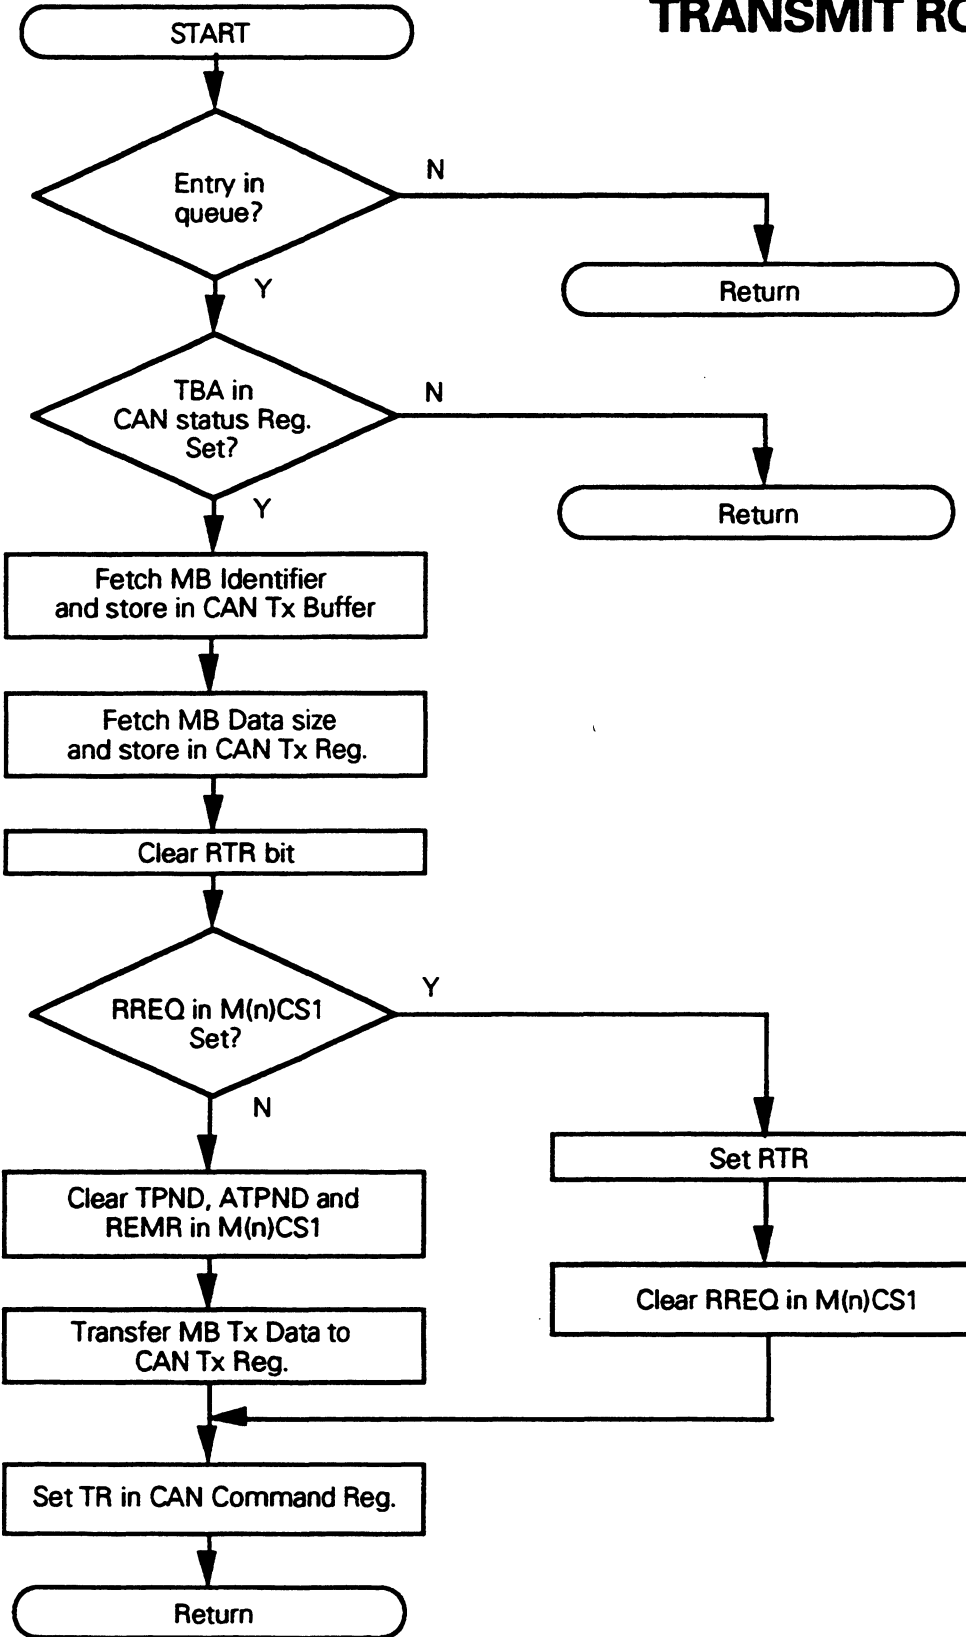 TRANSMIT
START
Entry in
queue?
N
Return
Y
TBA in
CAN status Reg.
Set?
N
Return
Y
Fetch MB Identifier
and store in CAN Tx Buffer
Fetch MB Data size
and store in CAN Tx Reg.
Clear RTR bit
RREQ in M(n)CS1
Set?
Y
N
Set RTR
Clear TPND, ATPND and
REMR in M(n)CS1
Clear RREQ in M(n)CS1
Transfer MB Tx Data to
CAN Tx Reg.
Set TR in CAN Command Reg.
Return